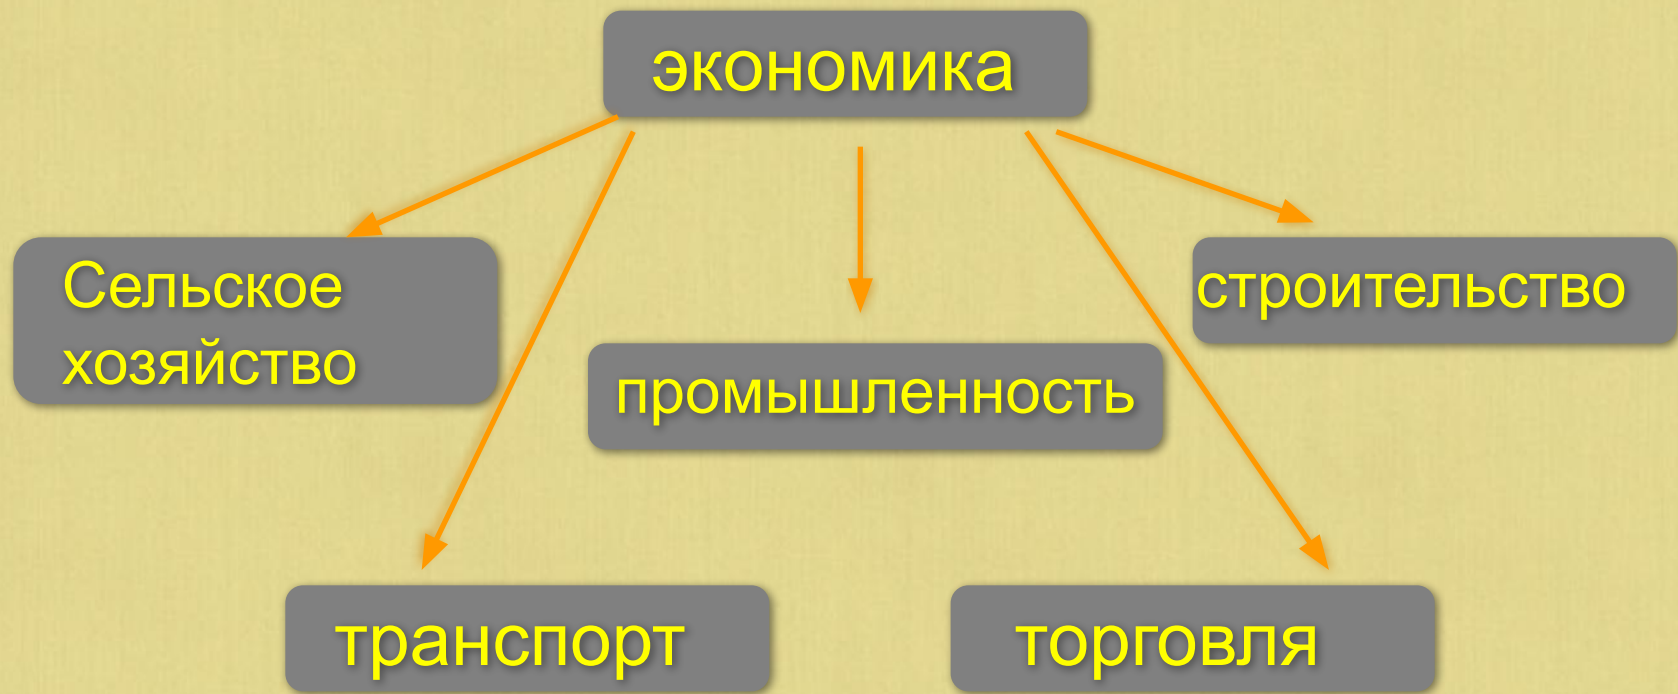 экономика
Сельское
хозяйство
строительство
промышленность
транспорт
торговля